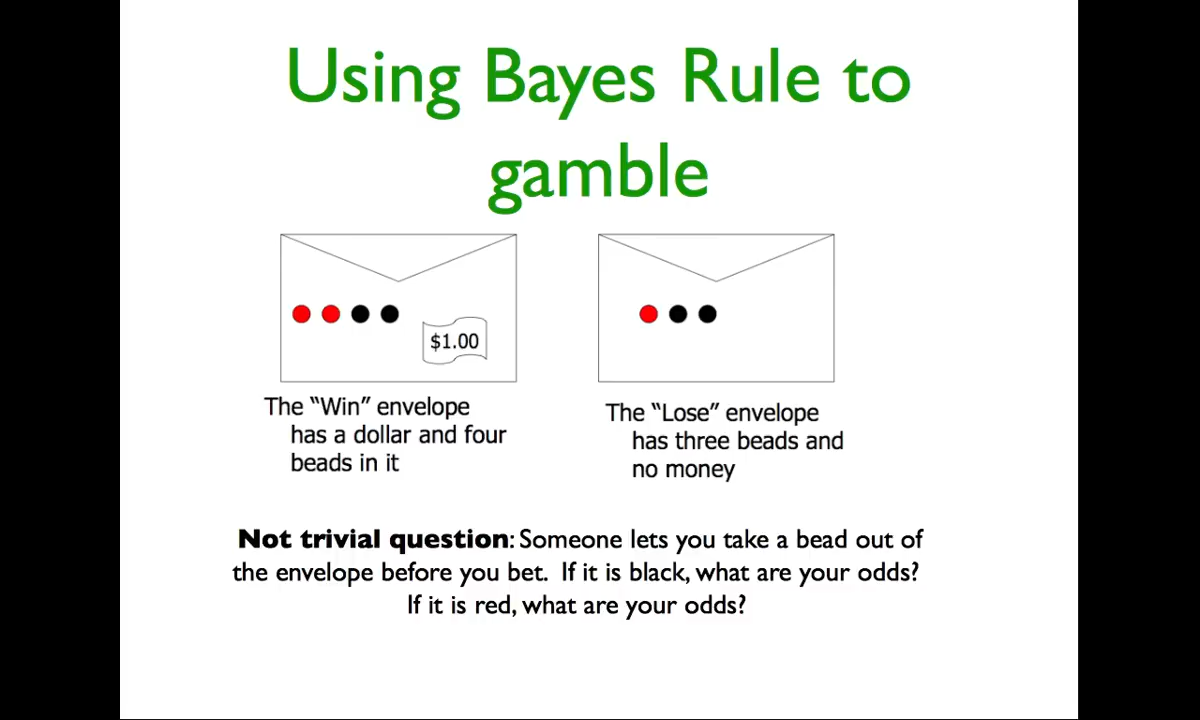 Using Bayes Rule to
gamble
$1.00
The “Win” envelope
has a dollar and four
beads in it
The “Lose” envelope
has three beads and
no money
Not trivial question: Someone lets you take a bead out of
the envelope before you bet. If it is black, what are your odds?
If it is red, what are your odds?